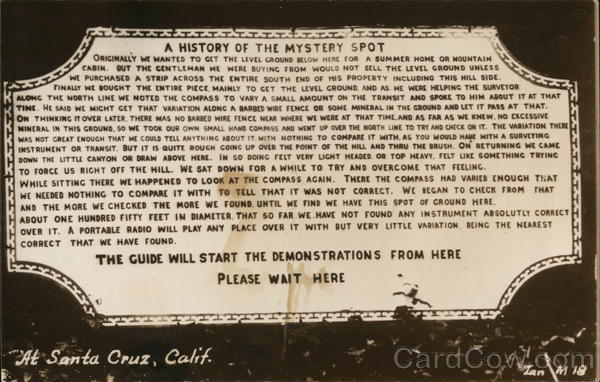 A HISTORY OF THE MYSTERY SPOT
ORIGINALLY WE WANTED TO GET THE LEVEL GROUND BELOW HERE FOR A SUMMER HOME OR MOUNTAIN
CABIN. BUT THE GENTLEMAN WE WERE BUYING FROM WOULD NOT SELL THE LEVEL GROUND UNLESS
WE PURCHASED A STRIP ACROSS THE ENTIRE SOUTH END OF HIS PROPERTY INCLUDING THIS HILL SIDE.
FINALLY WE BOUGHT THE ENTIRE PIECE, MAINLY TO GET THE LEVEL GROUND, AND AS WE WERE HELPING THE SURVEYOR
ALONG THE NORTH LINE WE NOTED THE COMPASS TO VARY A SMALL AMOUNT ON THE TRANSIT AND SPOKE TO HIM ABOUT IT AT THAT
TIME. HE SAID WE MIGHT GET THAT VARIATION ALONG A BARBED WIRE FENCE OR SOME MINERAL IN THE GROUND AND LET IT PASS AT THAT.
ON THINKING IT OVER LATER, THERE WAS NO BARBED WIRE FENCE NEAR WHERE WE WERE AT THAT TIME, AND AS FAR AS WE KNEW, NO EXCESSIVE
MINERAL IN THIS GROUND, SO WE TOOK OUR OWN SMALL HAND COMPASS AND WENT UP OVER THE NORTH LINE TO TRY AND CHECK ON IT. THE VARIATION THERE
WAS NOT GREAT ENOUGH THAT WE COULD TELL ANYTHING ABOUT IT WITH NOTHING TO COMPARE IT WITH, AS YOU WOULD HAVE WITH A SURVEYING
INSTRUMENT OR TRANSIT. BUT IT IS QUITE ROUGH GOING UP OVER THE POINT OF THE HILL AND THRU THE BRUSH. ON RETURNING WE CAME
DOWN THE LITTLE CANYON OR DRAW ABOVE HERE. IN SO DOING FELT VERY LIGHT HEADED OR TOP HEAVY, FELT LIKE SOMETHING TRYING
TO FORCE US RIGHT OFF THE HILL. WE SAT DOWN FOR A WHILE TO TRY AND OVERCOME THAT FEELING.
WHILE SITTING THERE WE HAPPENED TO LOOK AT THE COMPASS AGAIN. THERE THE COMPASS HAD VARIED ENOUGH THAT
WE NEEDED NOTHING TO COMPARE IT WITH TO TELL THAT IT WAS NOT CORRECT. WE BEGAN TO CHECK FROM THAT
AND THE MORE WE CHECKED THE MORE WE FOUND, UNTIL WE FIND WE HAVE THIS SPOT OF GROUND HERE,
ABOUT ONE HUNDRED FIFTY FEET IN DIAMETER, THAT SO FAR WE HAVE NOT FOUND ANY INSTRUMENT ABSOLUTLY CORRECT
OVER IT. A PORTABLE RADIO WILL PLAY ANY PLACE OVER IT WITH BUT VERY LITTLE VARIATION, BEING THE NEAREST
CORRECT THAT WE HAVE FOUND.
THE GUIDE WILL START THE DEMONSTRATIONS FROM HERE
PLEASE WAIT HERE
At Santa Cruz, Calif.
CardCow.com
Zan M 18